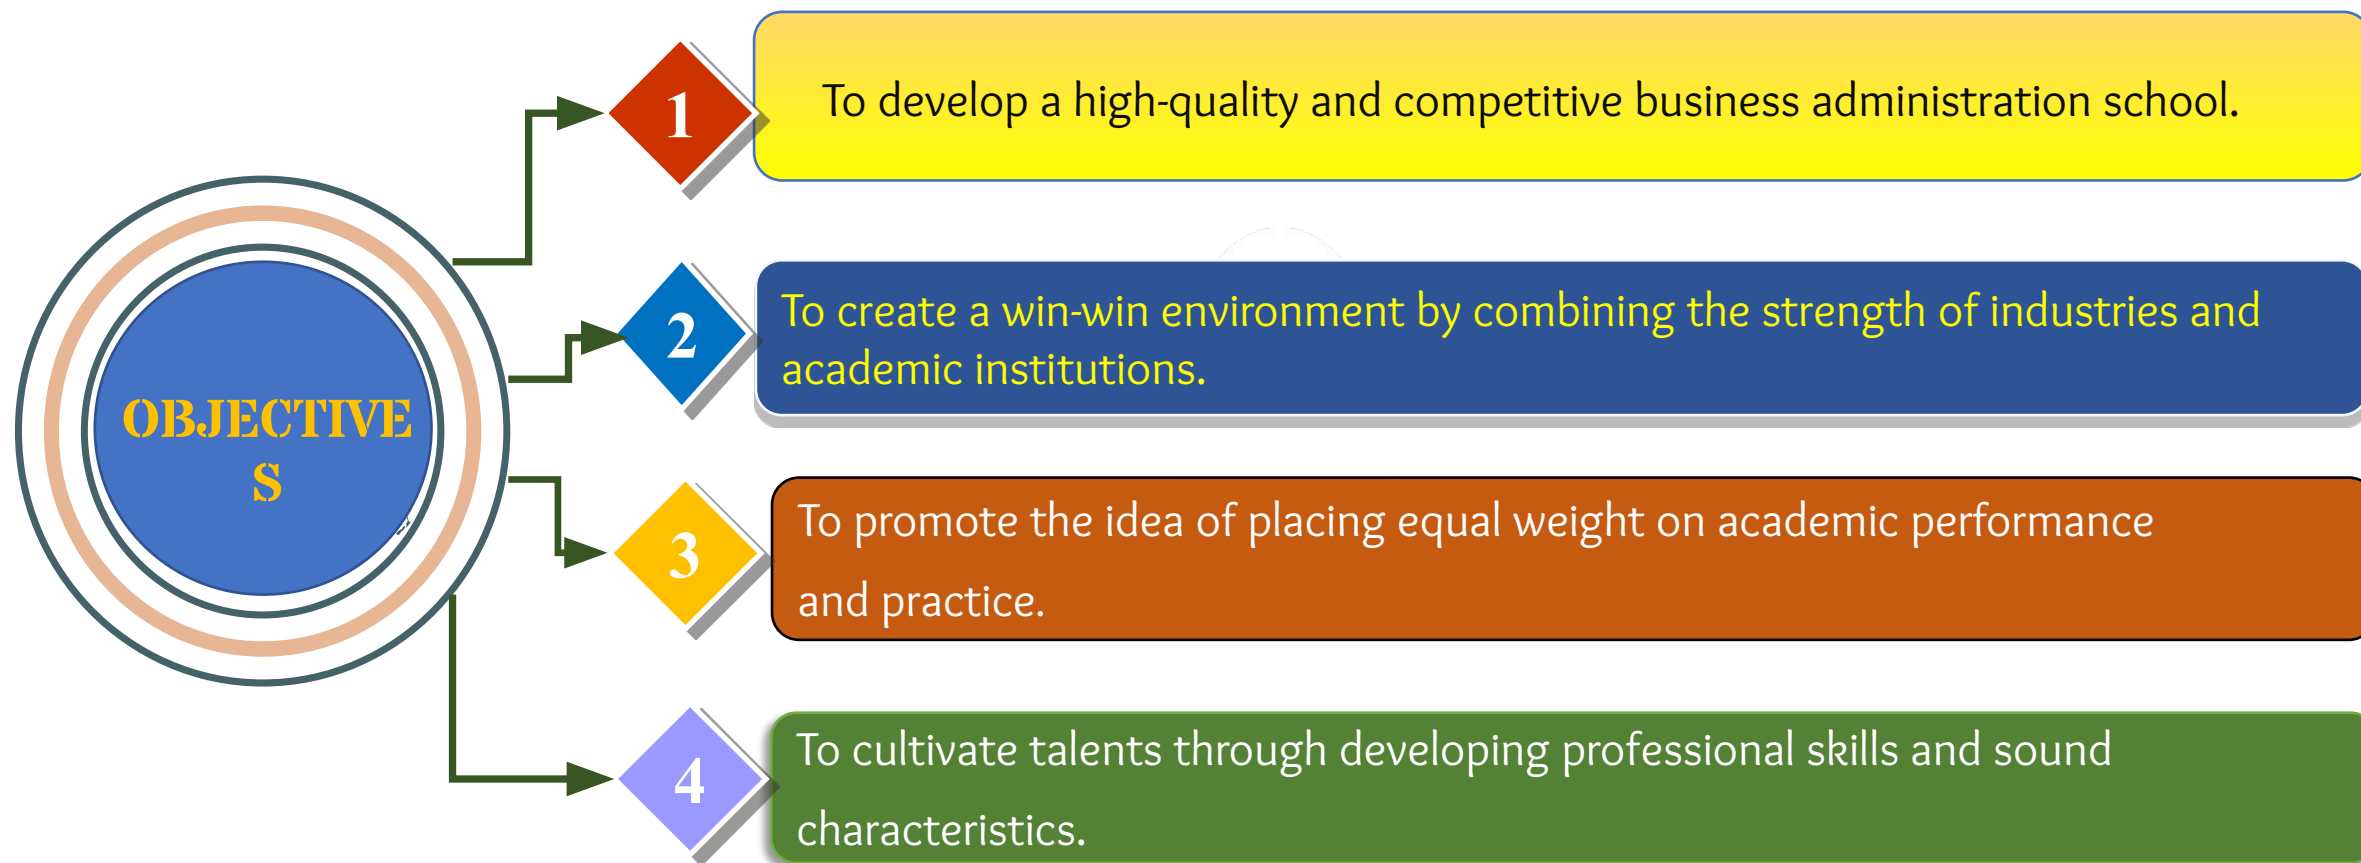 OBJECTIVE
S
1
To develop a high-quality and competitive business administration school.
2
To create a win-win environment by combining the strength of industries and
academic institutions.
3
To promote the idea of placing equal weight on academic performance
and practice.
4
To cultivate talents through developing professional skills and sound
characteristics.